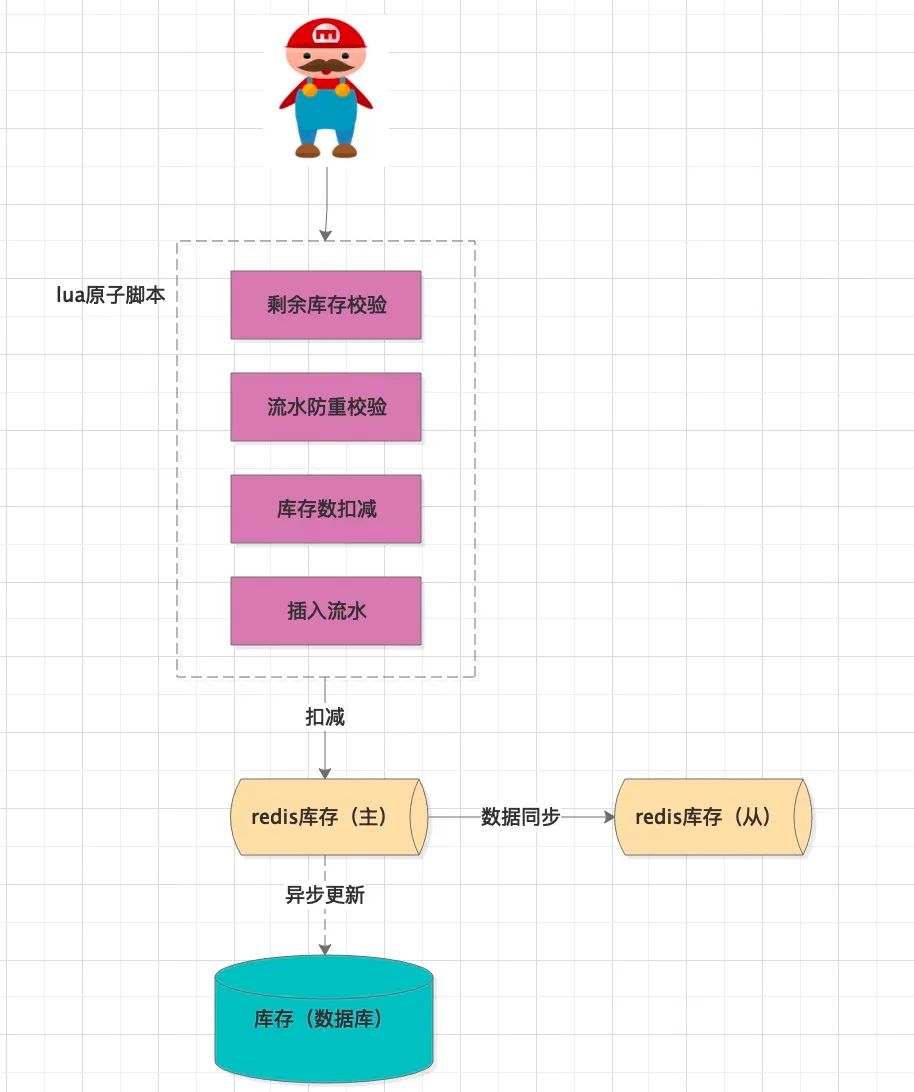 lua原子脚本
剩余库存校验
流水防重校验
库存数扣减
插入流水
扣减
redis库存（主）
数据同步
redis库存（从）
异步更新
库存（数据库）